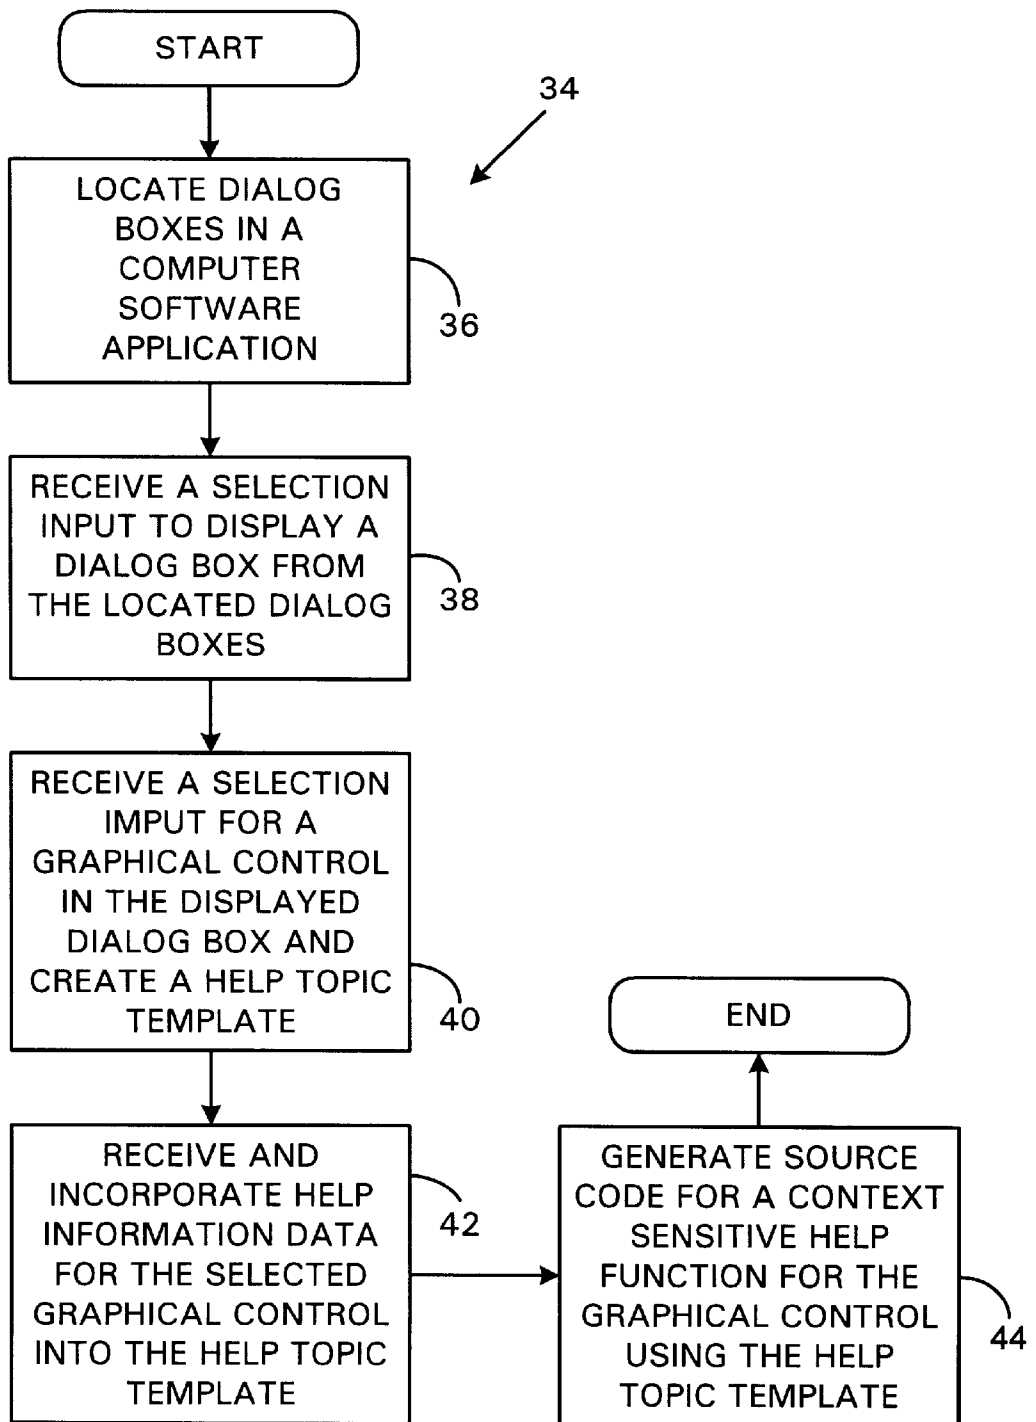 START
34
LOCATE DIALOG
BOXES IN A
COMPUTER
SOFTWARE
APPLICATION
36
RECEIVE A SELECTION
INPUT TO DISPLAY A
DIALOG BOX FROM
THE LOCATED DIALOG
BOXES
38
RECEIVE A SELECTION
IMPUT FOR A
GRAPHICAL CONTROL
IN THE DISPLAYED
DIALOG BOX AND
CREATE A HELP TOPIC
TEMPLATE
40
RECEIVE AND
INCORPORATE HELP
INFORMATION DATA
FOR THE SELECTED
GRAPHICAL CONTROL
INTO THE HELP TOPIC
TEMPLATE
42
GENERATE SOURCE
CODE FOR A CONTEXT
SENSITIVE HELP
FUNCTION FOR THE
GRAPHICAL CONTROL
USING THE HELP
TOPIC TEMPLATE
44
END